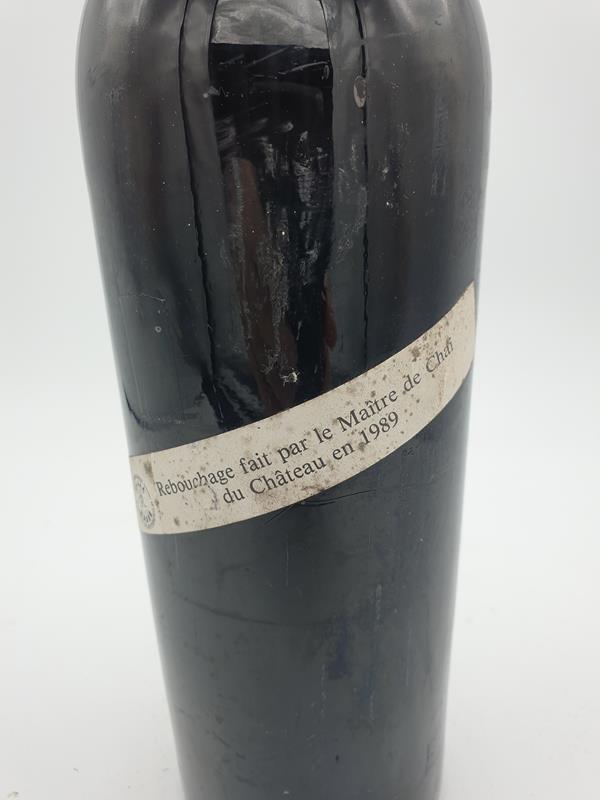 Rebouchage fait par le Maître de Chai
du Château en 1989